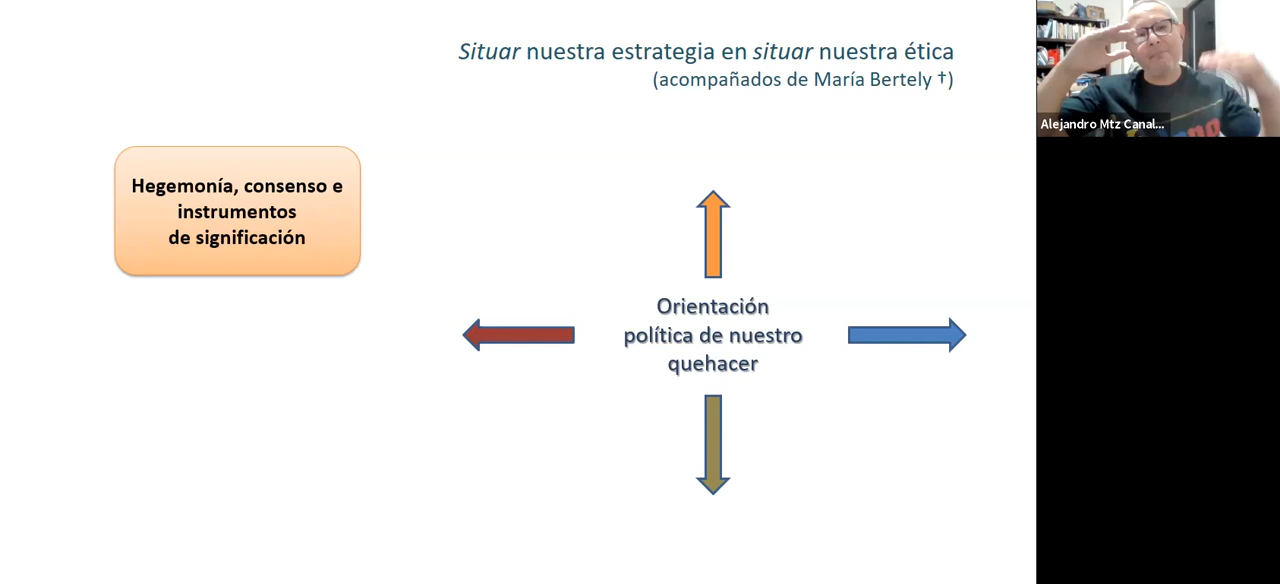 Situar nuestra estrategia en situar nuestra ética
(acompañados de María Bertely †)
Hegemonía, consenso e
instrumentos
de significación
Orientación
política de nuestro
quehacer
Alejandro Mtz Canal...